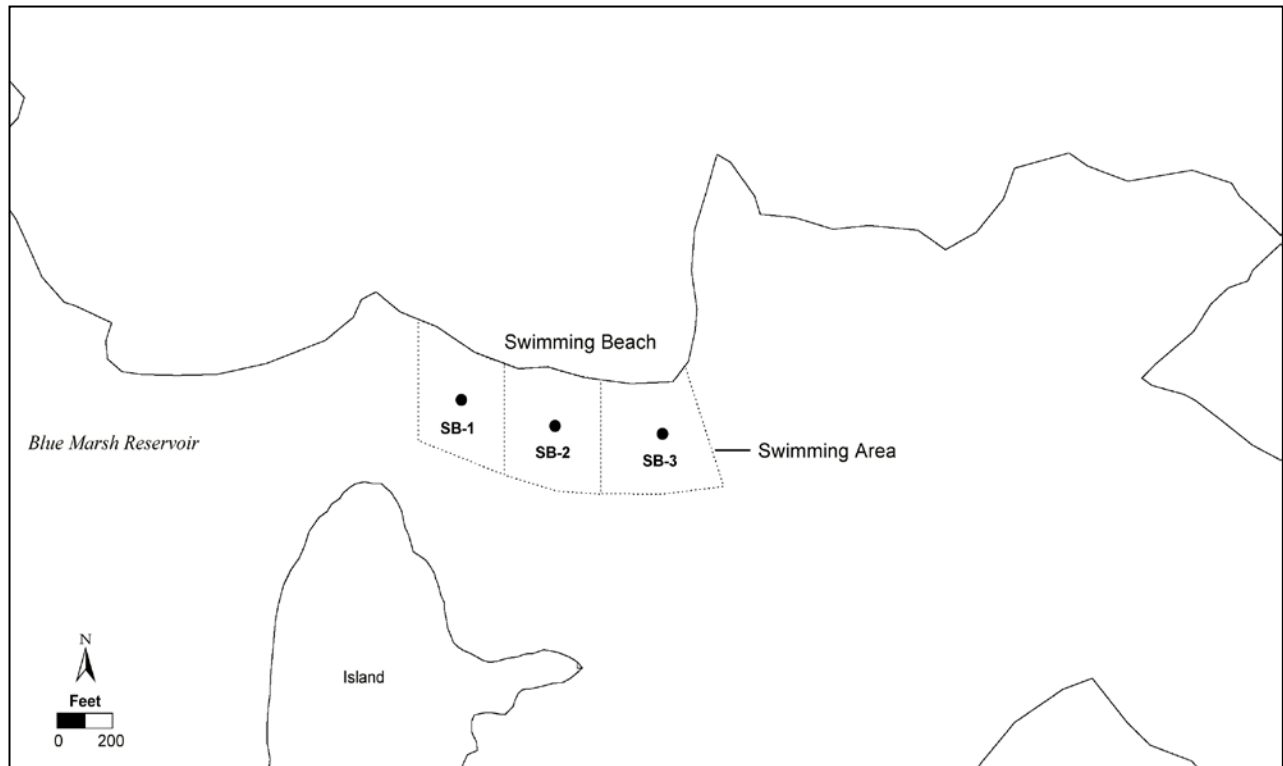 Swimming Beach
SB-1
SB-2
SB-3
Swimming Area
Blue Marsh Reservoir
Island
N
Feet
0 200